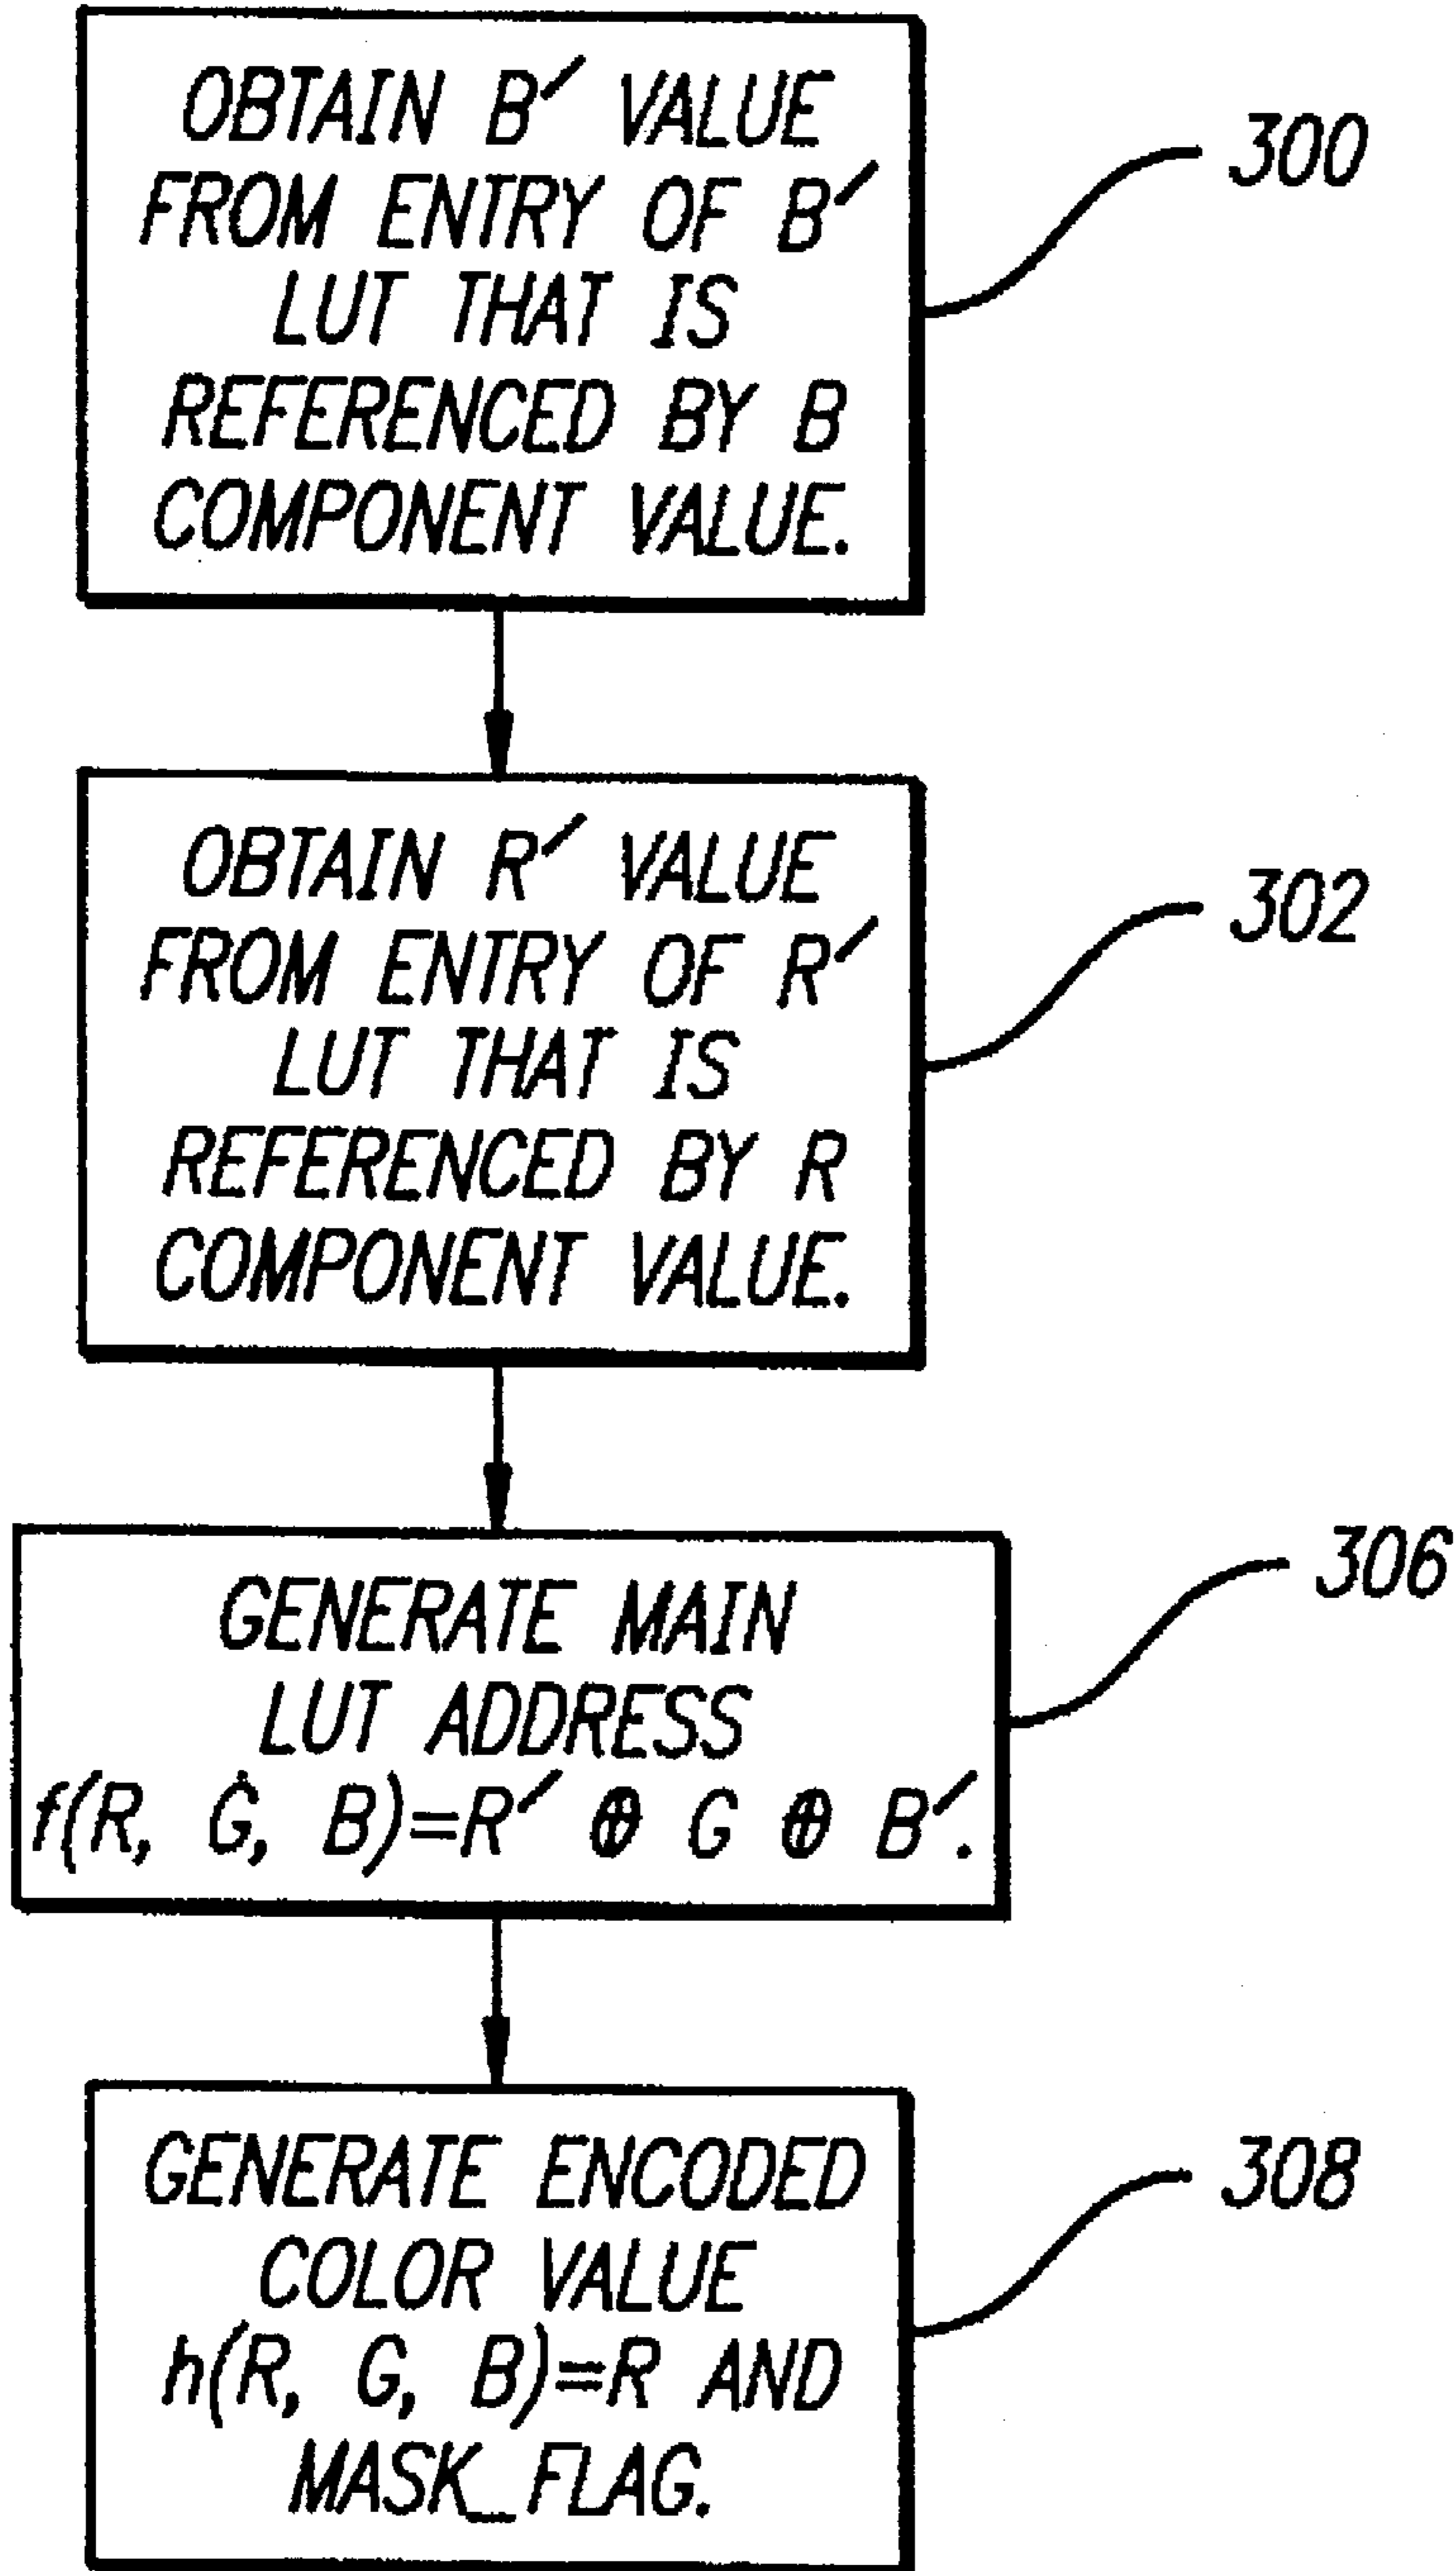 OBTAIN B′ VALUE
FROM ENTRY OF B′
LUT THAT IS
REFERENCED BY B
COMPONENT VALUE.
300
OBTAIN R′ VALUE
FROM ENTRY OF R′
LUT THAT IS
REFERENCED BY R
COMPONENT VALUE.
302
GENERATE MAIN
LUT ADDRESS
f(R, G, B)=R′ ⊕ G ⊕ B′.
306
GENERATE ENCODED
COLOR VALUE
h(R, G, B)=R AND
MASK_FLAG.
308